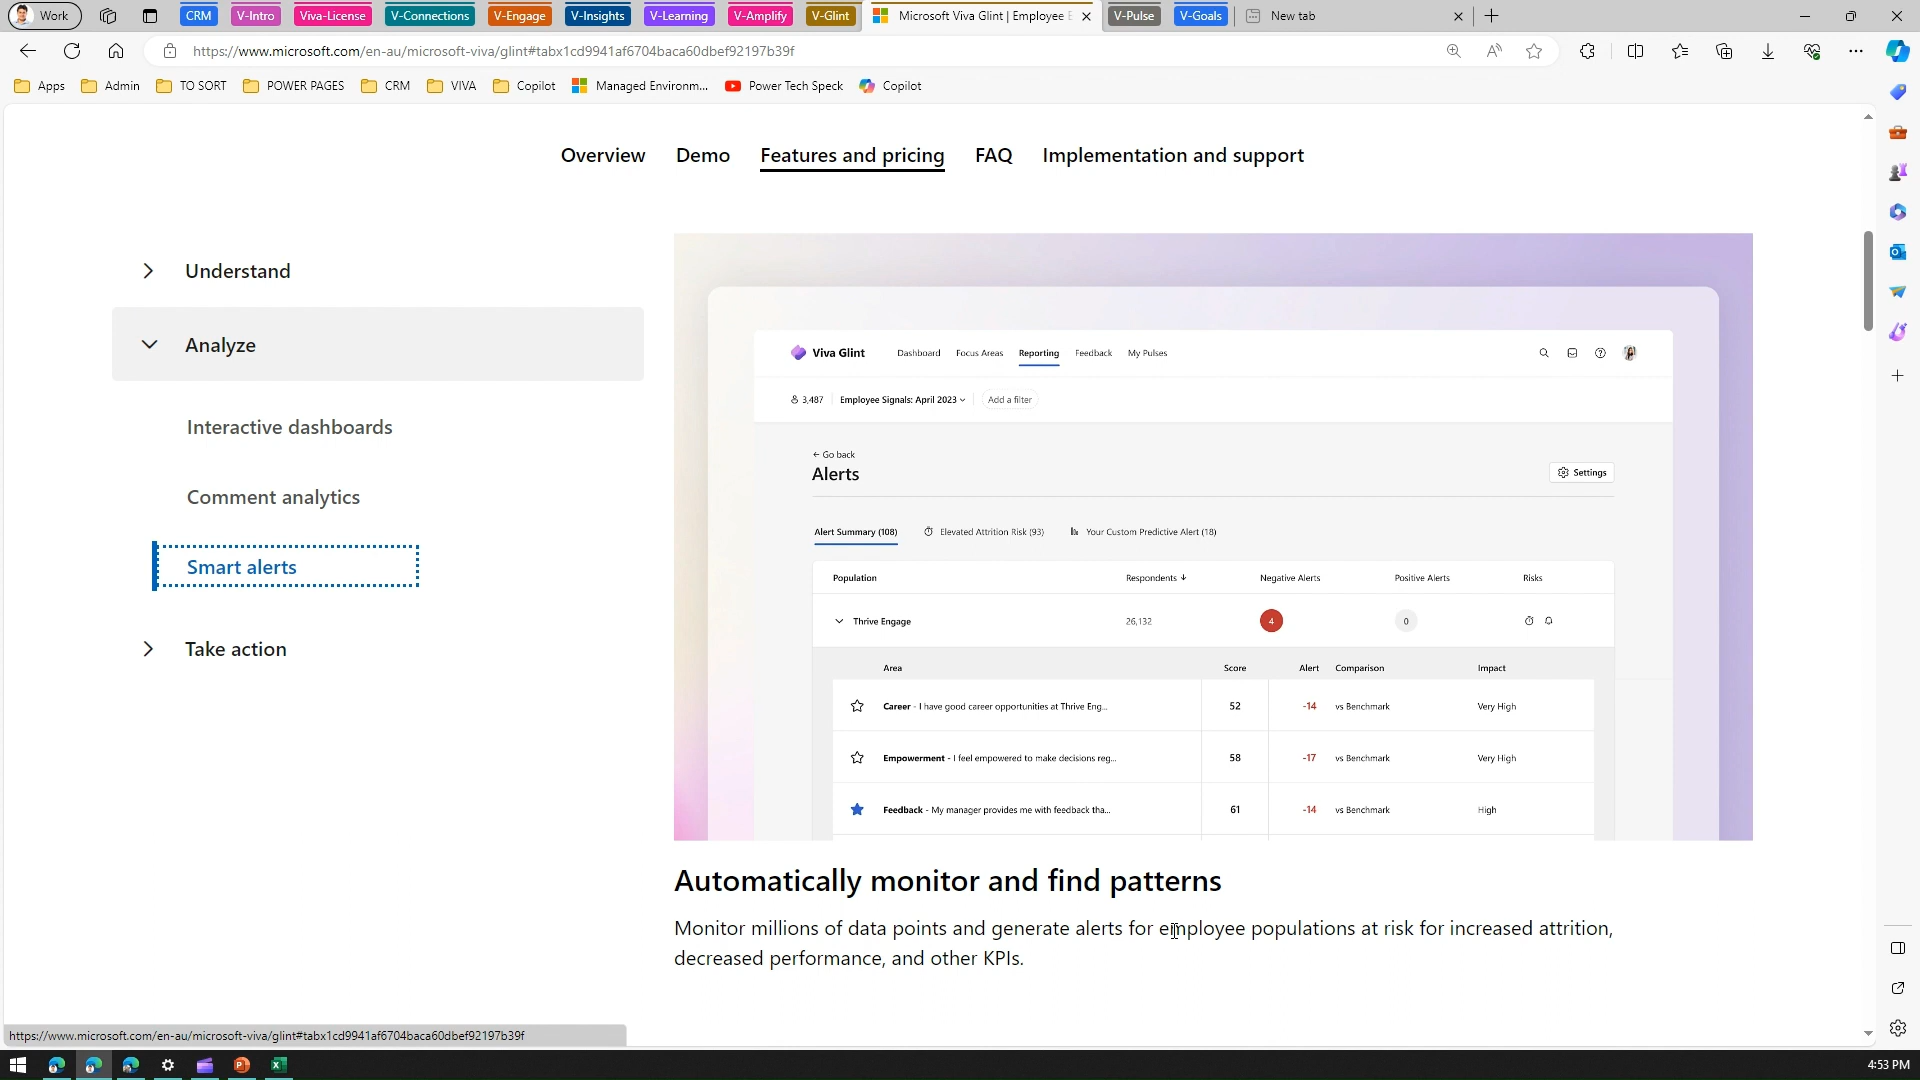 Work
CRM
V-Intro
Viva-License
V-Connections
V-Engage
V-Insights
V-Learning
V-Amplify
V-Glint
Microsoft Viva Glint | Employee E
V-Pulse
V-Goals
New tab
https://www.microsoft.com/en-au/microsoft-viva/glint#tabx1cd9941af6704baca60dbef92197b39f
Apps
Admin
TO SORT
POWER PAGES
CRM
VIVA
Copilot
Managed Environm...
Power Tech Speck
Copilot
Overview
Demo
Features and pricing
FAQ
Implementation and support
Understand
Analyze
Interactive dashboards
Comment analytics
Smart alerts
Take action
Viva Glint
Dashboard
Focus Areas
Reporting
Feedback
My Pulses
3,487
Employee Signals: April 2023
Add a filter
Go back
Alerts
Settings
Alert Summary (108)
Elevated Attrition Risk (93)
Your Custom Predictive Alert (18)
Population
Respondents
Negative Alerts
Positive Alerts
Risks
Thrive Engage
26,132
4
0
Area
Score
Alert
Comparison
Impact
Career - I have good career opportunities at Thrive Eng...
52
-14
vs Benchmark
Very High
Empowerment - I feel empowered to make decisions reg...
58
-17
vs Benchmark
Very High
Feedback - My manager provides me with feedback tha...
61
-14
vs Benchmark
High
Automatically monitor and find patterns
Monitor millions of data points and generate alerts for employee populations at risk for increased attrition,
decreased performance, and other KPIs.
https://www.microsoft.com/en-au/microsoft-viva/glint#tabx1cd9941af6704baca60dbef92197b39f
4:53 PM